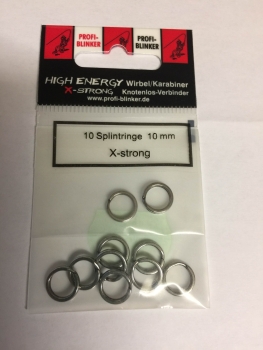 PROFI-
BLINKER
PROFI-
BLINKER
HIGH ENERGY Wirbel/Karabiner
X-STRONG Knotenlos-Verbinder
www.profi-blinker.de
10 Splintringe 10 mm
X-strong